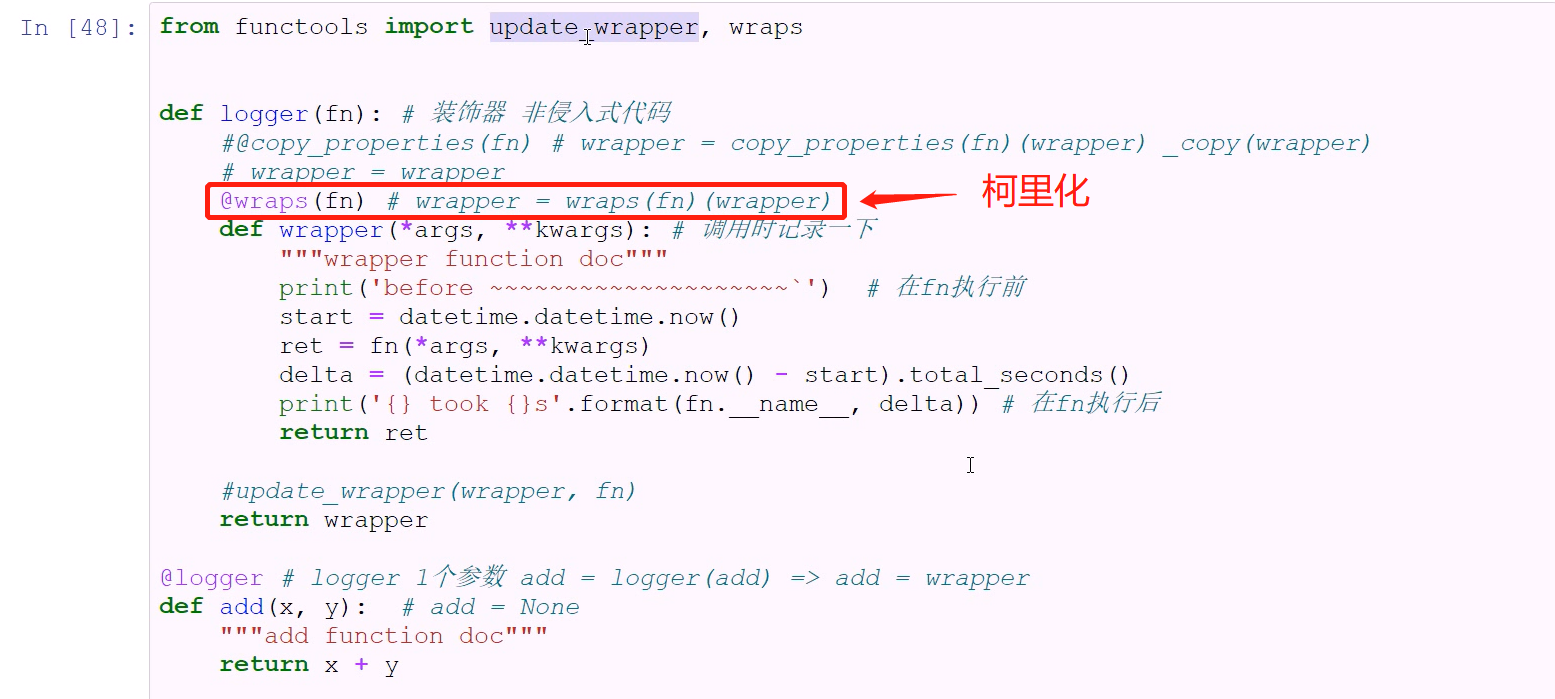 In [48]: from functools import update_wrapper, wraps
def logger(fn): # 装饰器 非侵入式代码
#@copy_properties(fn) # wrapper = copy_properties(fn)(wrapper) _copy(wrapper)
# wrapper = wrapper
@wraps(fn) # wrapper = wraps(fn)(wrapper) 柯里化
def wrapper(*args, **kwargs): # 调用时记录一下
"""wrapper function doc"""
print('before ~~~~~~~~~~~~~~~~~~~~`') # 在fn执行前
start = datetime.datetime.now()
ret = fn(*args, **kwargs)
delta = (datetime.datetime.now() - start).total_seconds()
print('{} took {}s'.format(fn.__name__, delta)) # 在fn执行后
return ret
#update_wrapper(wrapper, fn)
return wrapper
@logger # logger 1个参数 add = logger(add) => add = wrapper
def add(x, y): # add = None
"""add function doc"""
return x + y